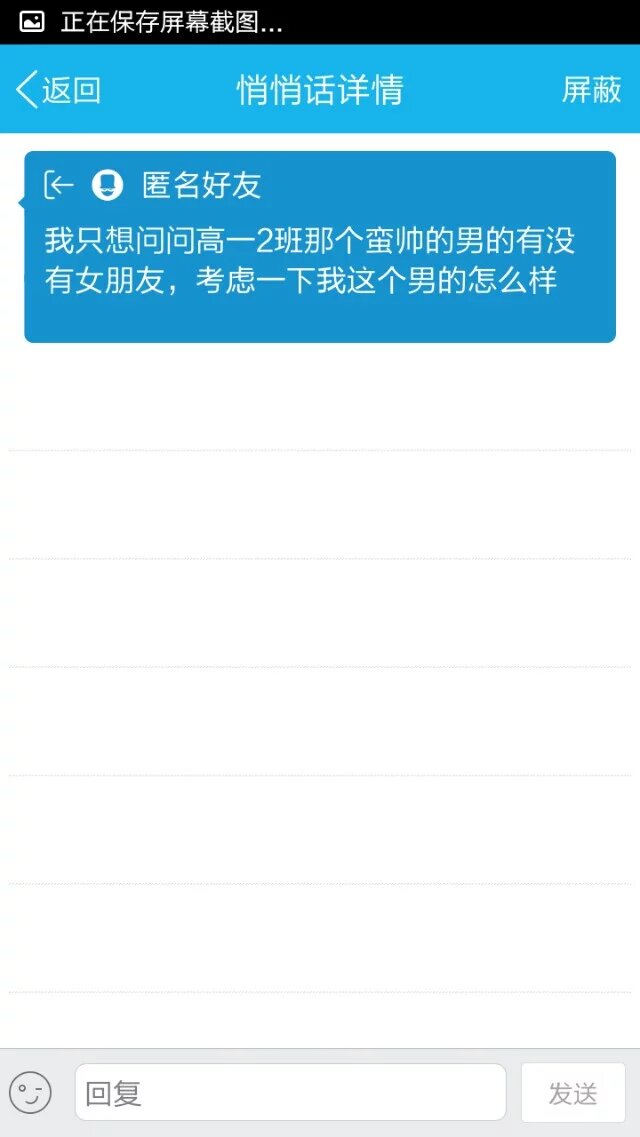 正在保存屏幕截图...
返回 悄悄话详情 屏蔽
匿名好友
我只想问问高一2班那个蛮帅的男的有没
有女朋友，考虑一下我这个男的怎么样
回复 发送